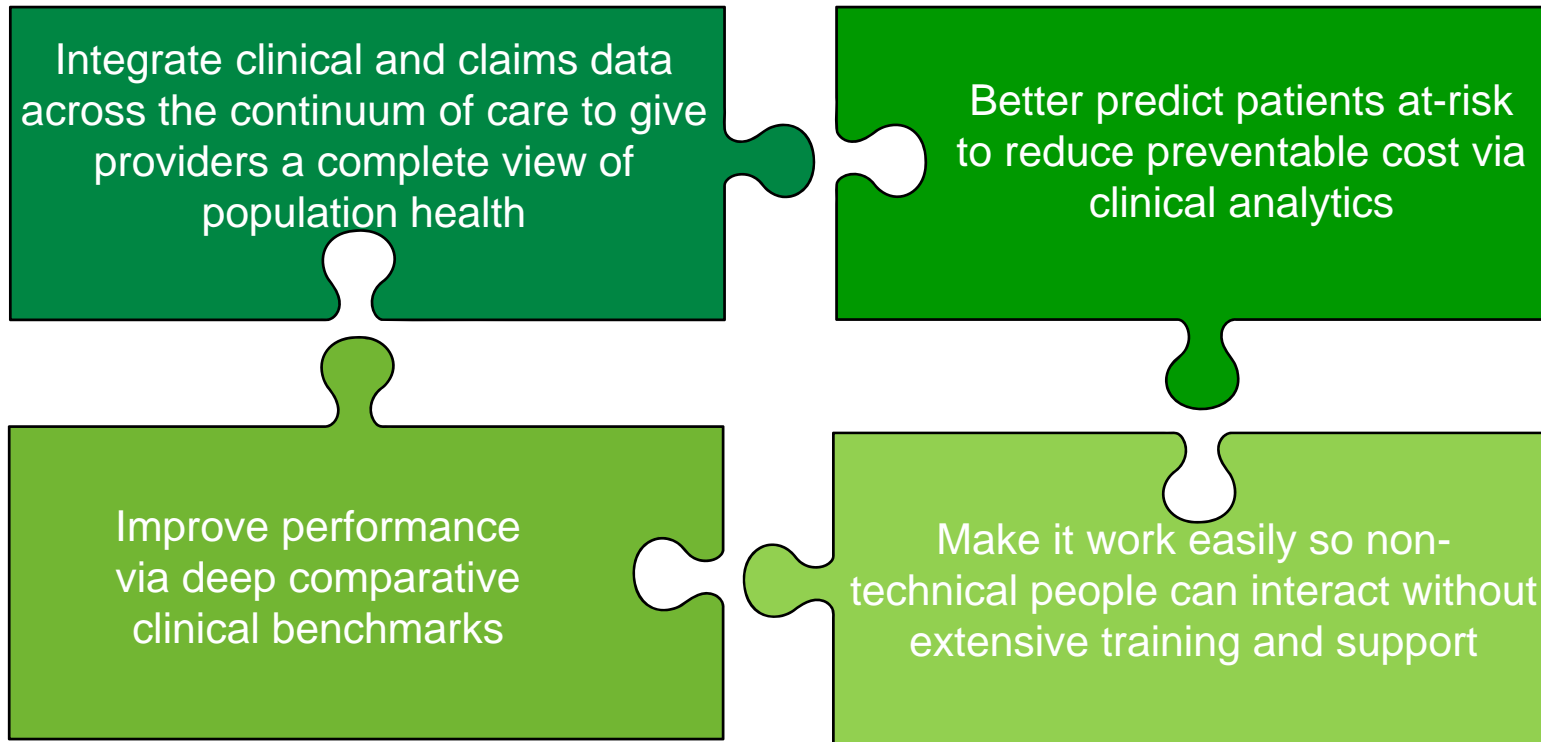 Integrate clinical and claims data
across the continuum of care to give
providers a complete view of
population health
Better predict patients at-risk
to reduce preventable cost via
clinical analytics
Improve performance
via deep comparative
clinical benchmarks
Make it work easily so non-
technical people can interact without
extensive training and support